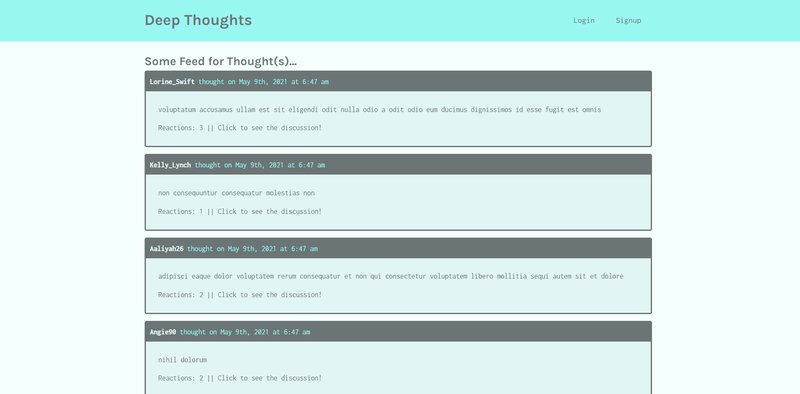 Deep Thoughts
Login Signup
Some Feed for Thought(s)...
Lorine_Swift thought on May 9th, 2021 at 6:47 am
voluptatum accusamus ullam est sit eligendi odit nulla odio a odit odio eum ducimus dignissimos id esse fugit est omnis
Reactions: 3 || Click to see the discussion!
Kelly_Lynch thought on May 9th, 2021 at 6:47 am
non consequuntur consequatur molestias non
Reactions: 1 || Click to see the discussion!
Aaliyah26 thought on May 9th, 2021 at 6:47 am
adipisci eaque dolor voluptatem rerum consequatur et non qui consectetur voluptatem libero mollitia sequi autem sit et dolore
Reactions: 2 || Click to see the discussion!
Angie90 thought on May 9th, 2021 at 6:47 am
nihil dolorum
Reactions: 2 || Click to see the discussion!